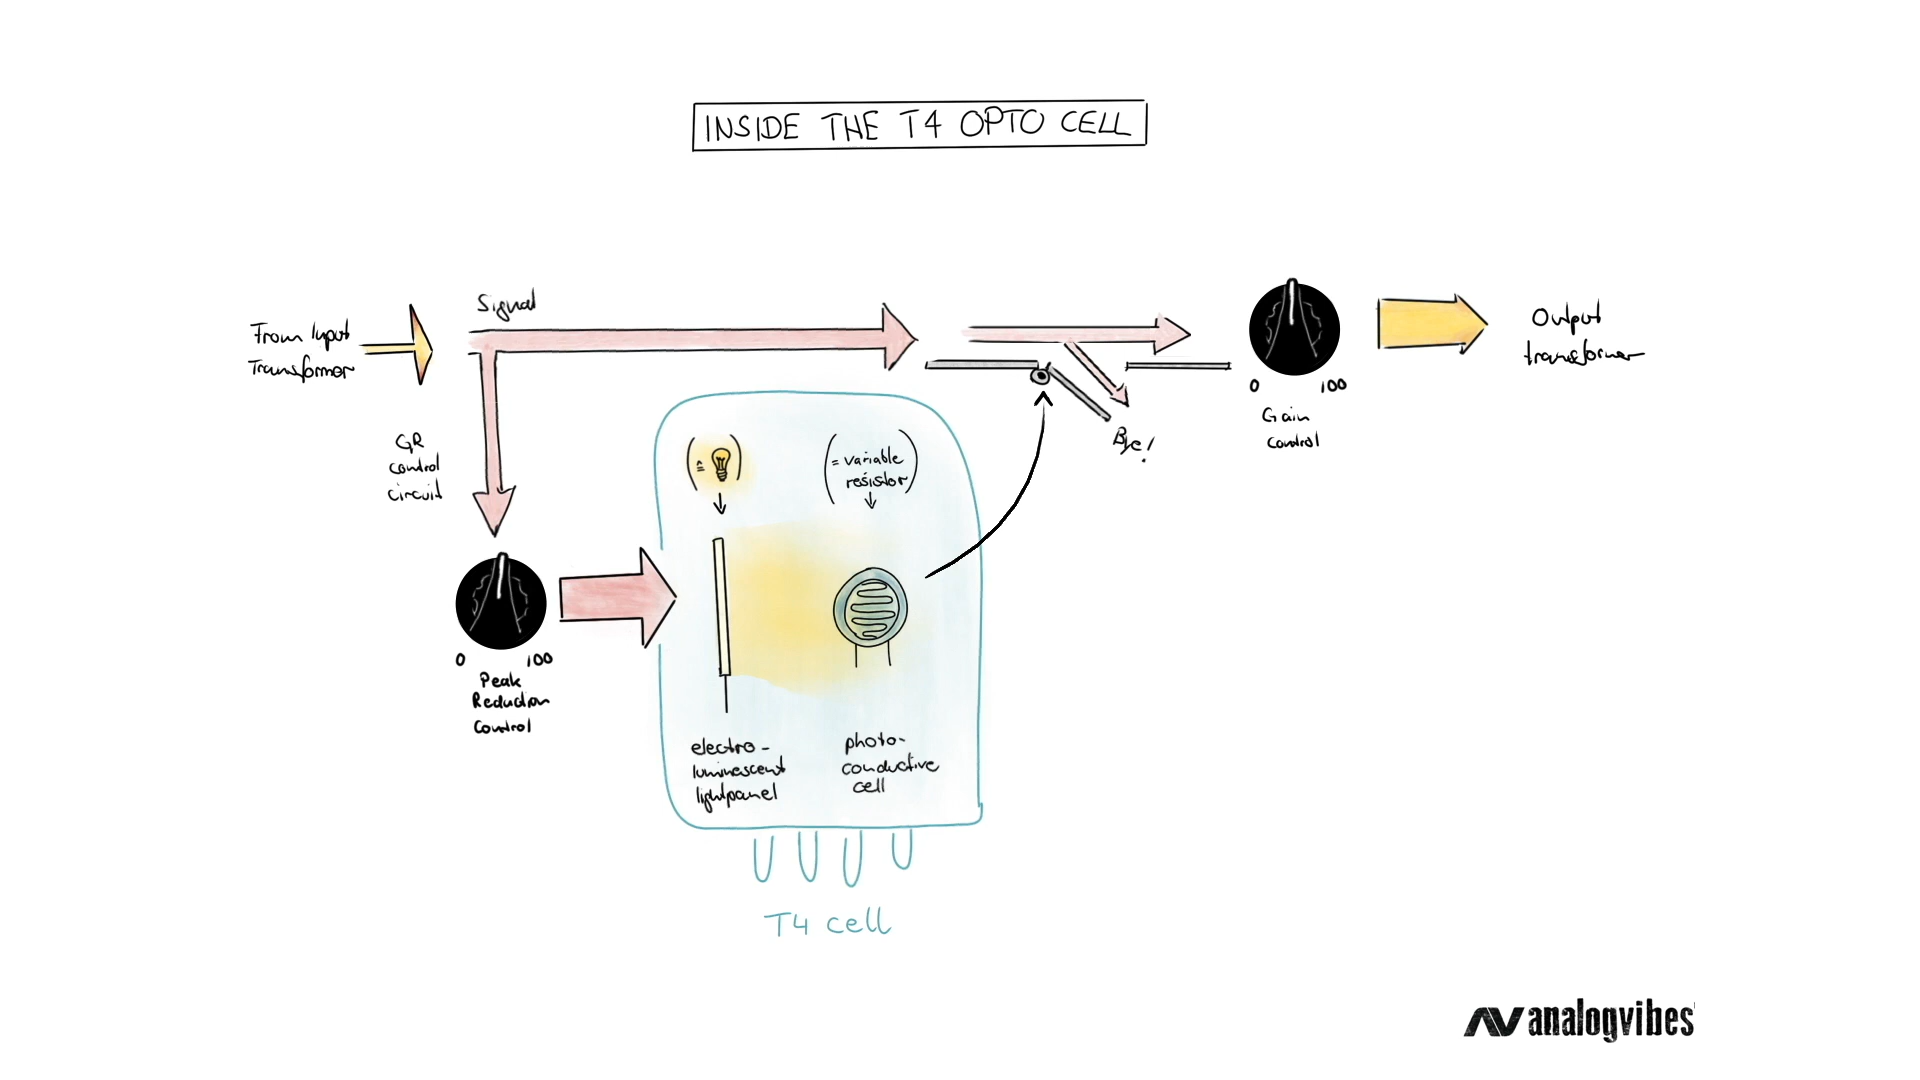 INSIDE THE T4 OPTO CELL
Signal
From Input
Transformer
Output
transformer
0 100
Gain
control
GR
control
circuit
Bye!
(≙ )
(= variable
resistor)
0 100
Peak
Reduction
Control
electro-
luminescent
lightpanel
photo-
conductive
cell
T4 cell
AV analogvibes